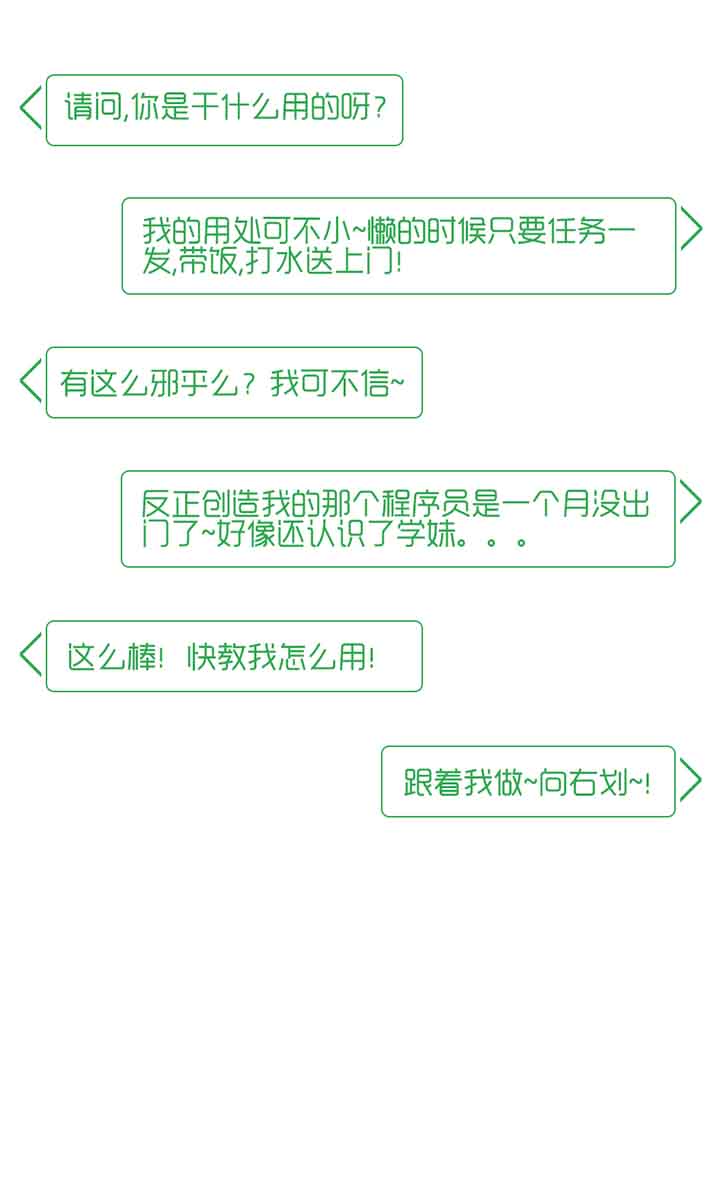 请问,你是干什么用的呀?
我的用处可不小~懒的时候只要任务一
发,带饭,打水送上门!
有这么邪乎么? 我可不信~
反正创造我的那个程序员是一个月没出
门了~好像还认识了学妹。。。
这么棒! 快教我怎么用!
跟着我做~向右划~!